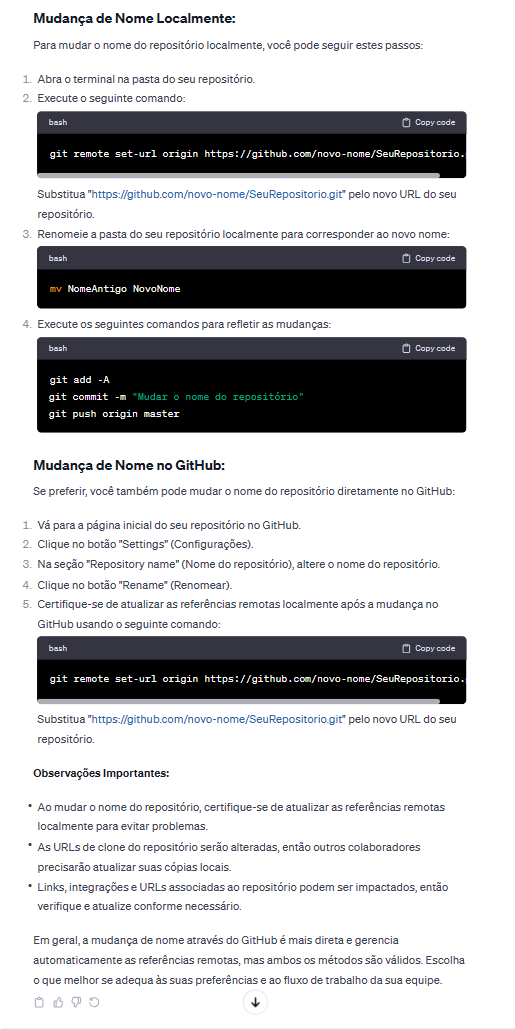 Mudança de Nome Localmente:
Para mudar o nome do repositório localmente, você pode seguir estes passos:
1. Abra o terminal na pasta do seu repositório.
2. Execute o seguinte comando:
bash Copy code
git remote set-url origin https://github.com/novo-nome/SeuRepositorio.
Substitua "https://github.com/novo-nome/SeuRepositorio.git" pelo novo URL do seu
repositório.
3. Renomeie a pasta do seu repositório localmente para corresponder ao novo nome:
bash Copy code
mv NomeAntigo NovoNome
4. Execute os seguintes comandos para refletir as mudanças:
bash Copy code
git add -A
git commit -m "Mudar o nome do repositório"
git push origin master
Mudança de Nome no GitHub:
Se preferir, você também pode mudar o nome do repositório diretamente no GitHub:
1. Vá para a página inicial do seu repositório no GitHub.
2. Clique no botão "Settings" (Configurações).
3. Na seção "Repository name" (Nome do repositório), altere o nome do repositório.
4. Clique no botão "Rename" (Renomear).
5. Certifique-se de atualizar as referências remotas localmente após a mudança no
GitHub usando o seguinte comando:
bash Copy code
git remote set-url origin https://github.com/novo-nome/SeuRepositorio.
Substitua "https://github.com/novo-nome/SeuRepositorio.git" pelo novo URL do seu
repositório.
Observações Importantes:
• Ao mudar o nome do repositório, certifique-se de atualizar as referências remotas
localmente para evitar problemas.
• As URLs de clone do repositório serão alteradas, então outros colaboradores
precisarão atualizar suas cópias locais.
• Links, integrações e URLs associadas ao repositório podem ser impactados, então
verifique e atualize conforme necessário.
Em geral, a mudança de nome através do GitHub é mais direta e gerencia
automaticamente as referências remotas, mas ambos os métodos são válidos. Escolha
o que melhor se adequa às suas preferências e ao fluxo de trabalho da sua equipe.